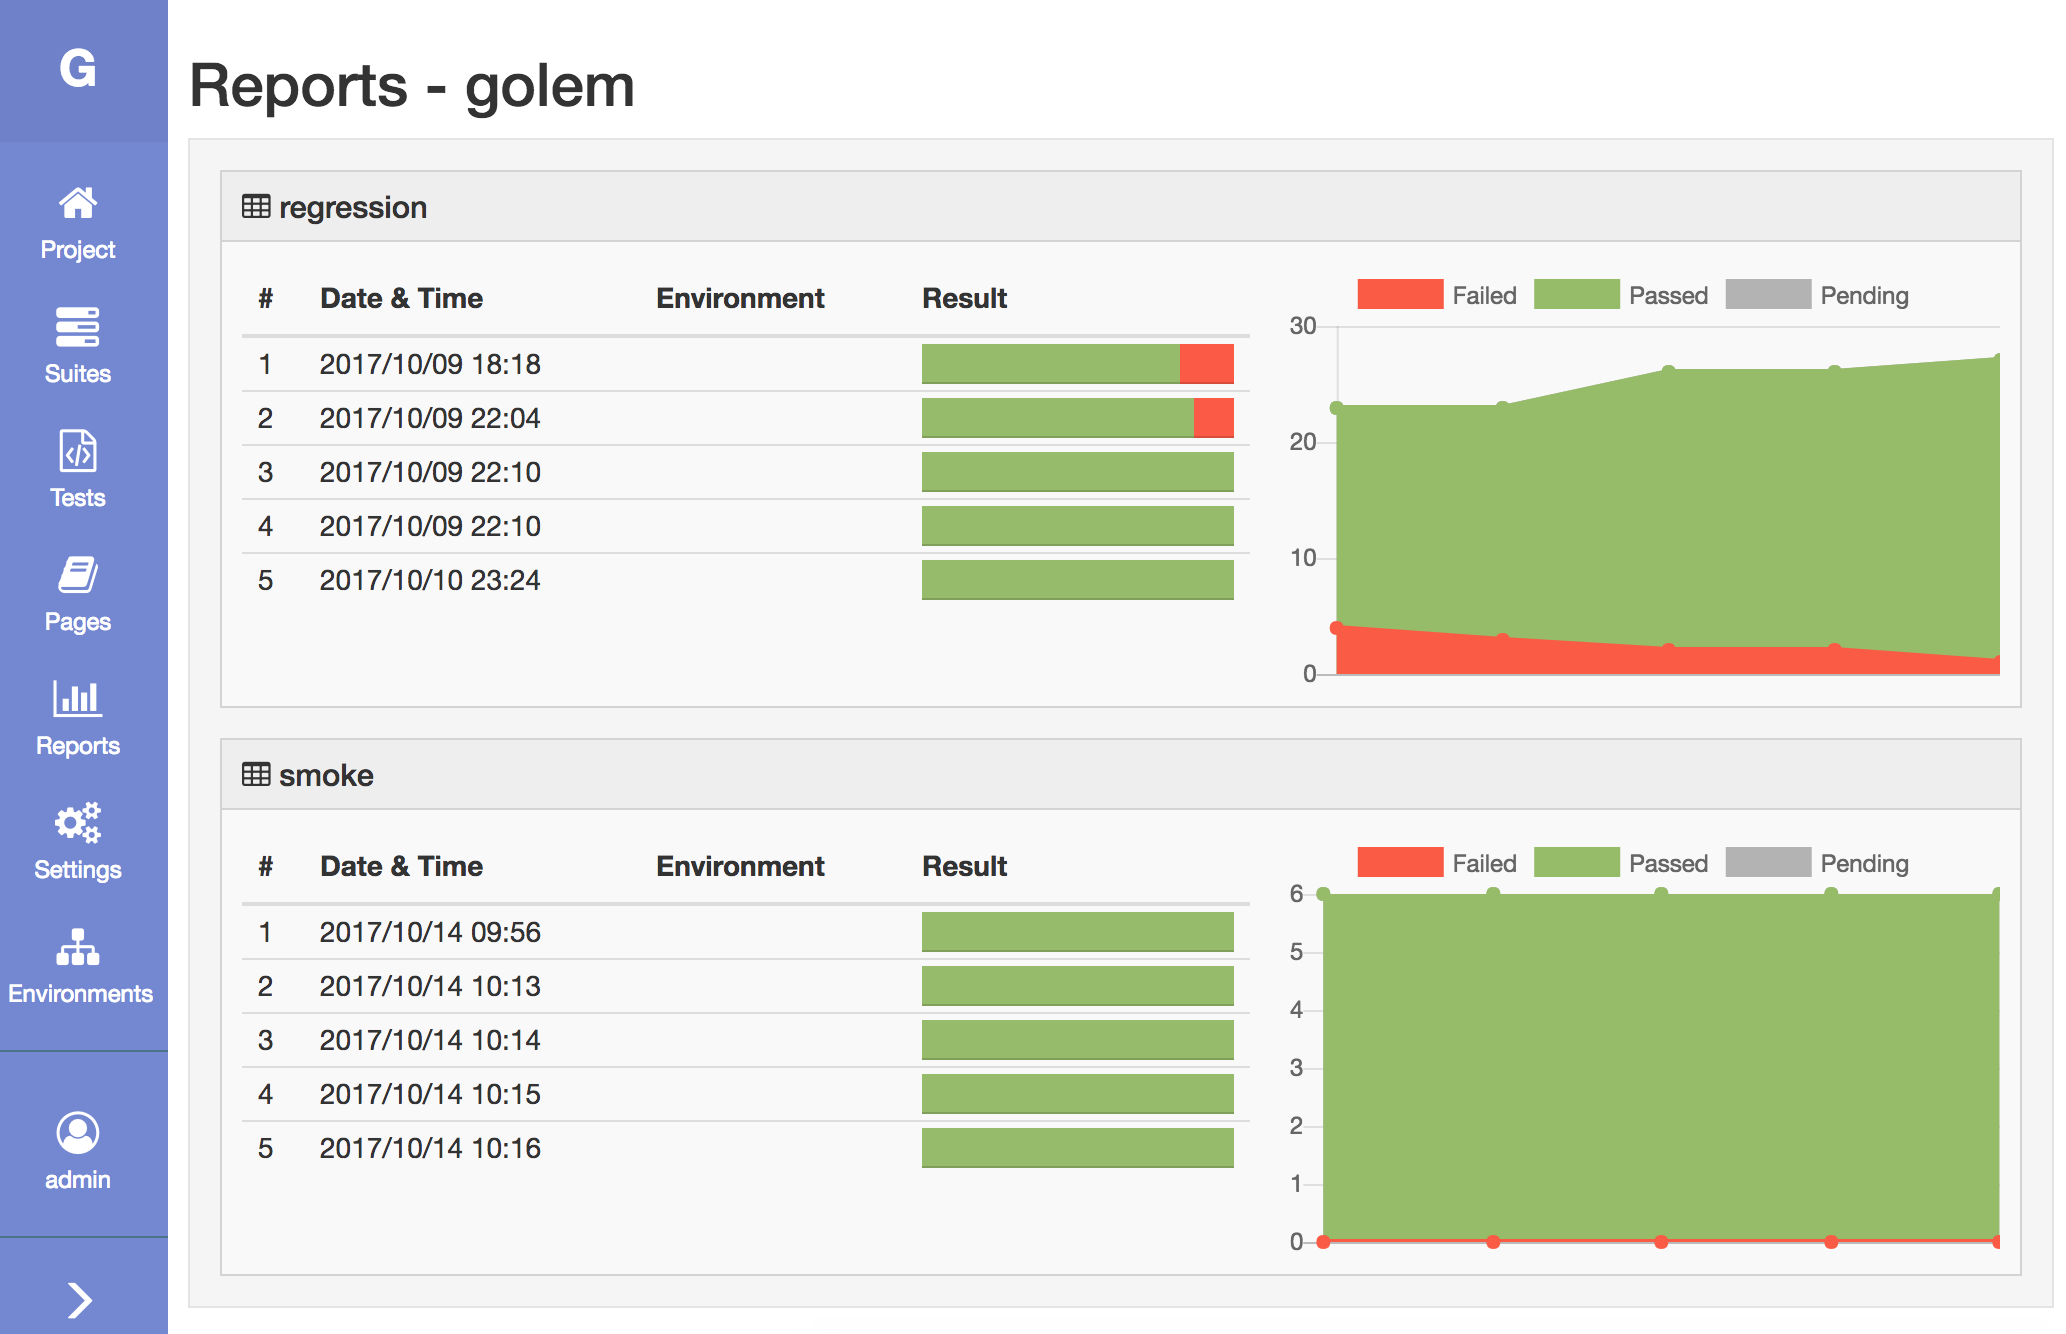 G
Project
Suites
Tests
Pages
Reports
Settings
Environments
admin
Reports - golem
regression
# Date & Time Environment Result
1 2017/10/09 18:18
2 2017/10/09 22:04
3 2017/10/09 22:10
4 2017/10/09 22:10
5 2017/10/10 23:24
Failed Passed Pending
30
20
10
0
smoke
# Date & Time Environment Result
1 2017/10/14 09:56
2 2017/10/14 10:13
3 2017/10/14 10:14
4 2017/10/14 10:15
5 2017/10/14 10:16
Failed Passed Pending
6
5
4
3
2
1
0